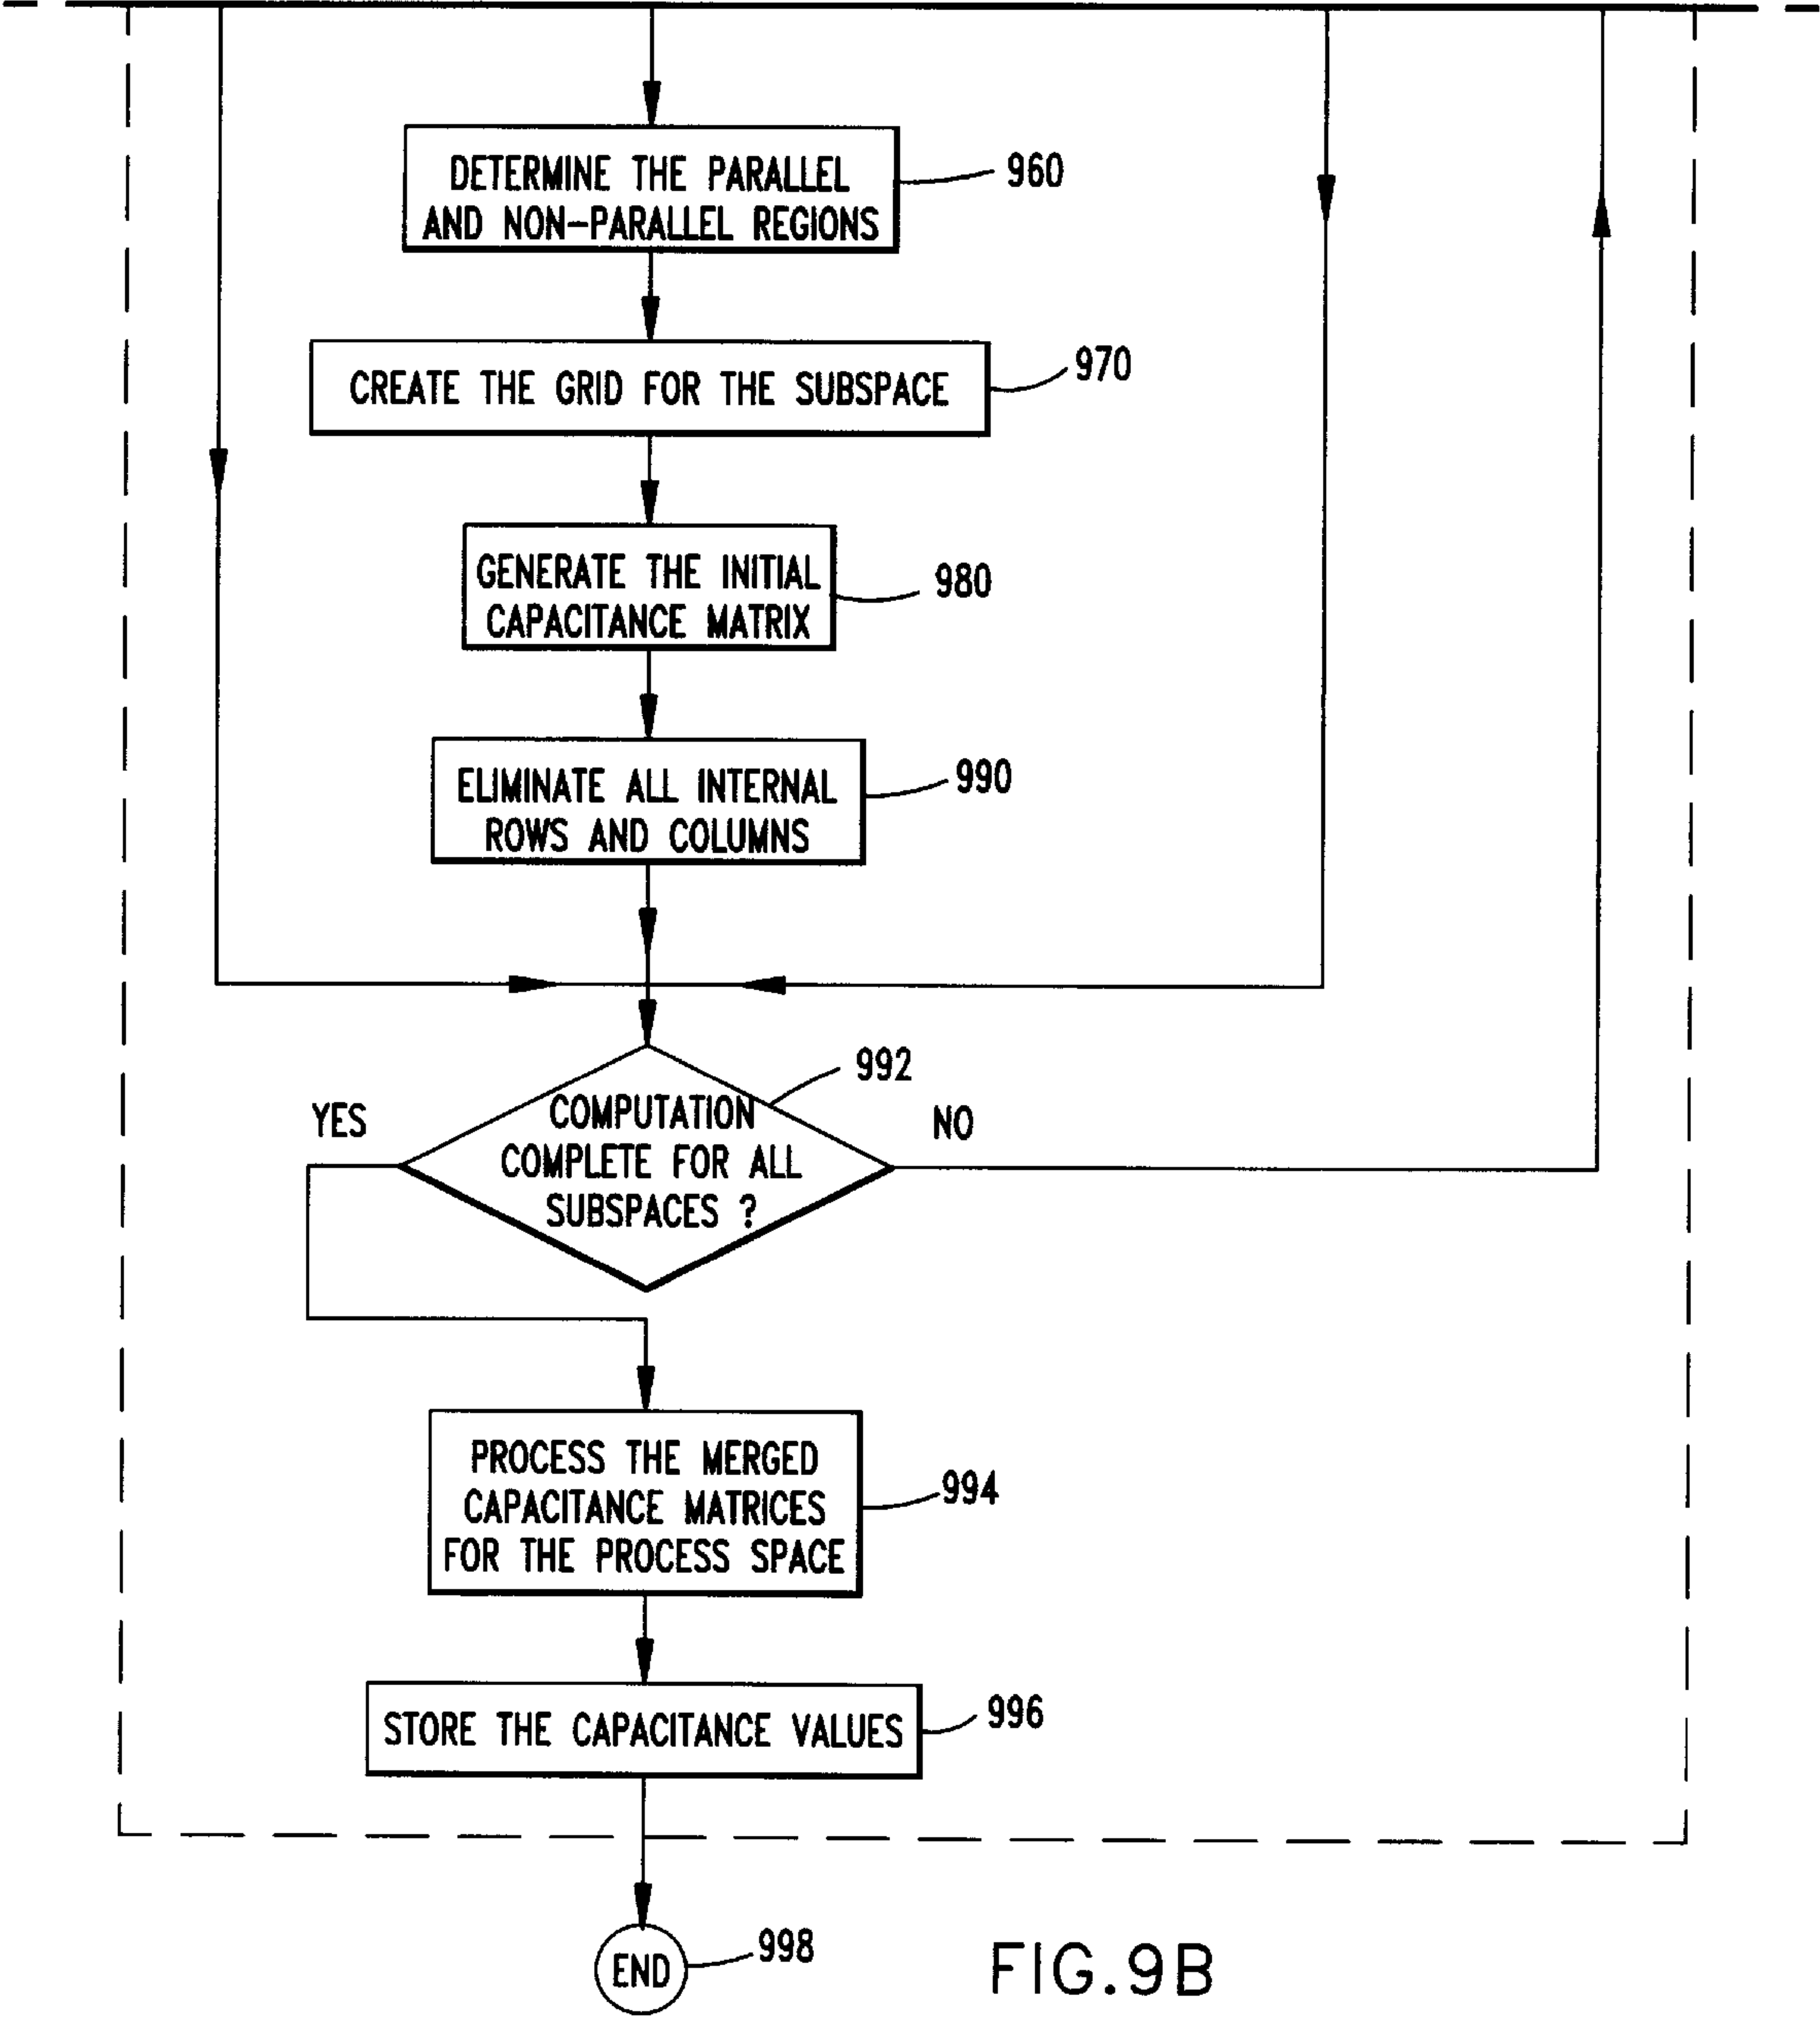 DETERMINE THE PARALLEL
AND NON-PARALLEL REGIONS
960
CREATE THE GRID FOR THE SUBSPACE
970
GENERATE THE INITIAL
CAPACITANCE MATRIX
980
ELIMINATE ALL INTERNAL
ROWS AND COLUMNS
990
992
YES
COMPUTATION
COMPLETE FOR ALL
SUBSPACES ?
NO
PROCESS THE MERGED
CAPACITANCE MATRICES
FOR THE PROCESS SPACE
994
STORE THE CAPACITANCE VALUES
996
END
998
FIG.9B